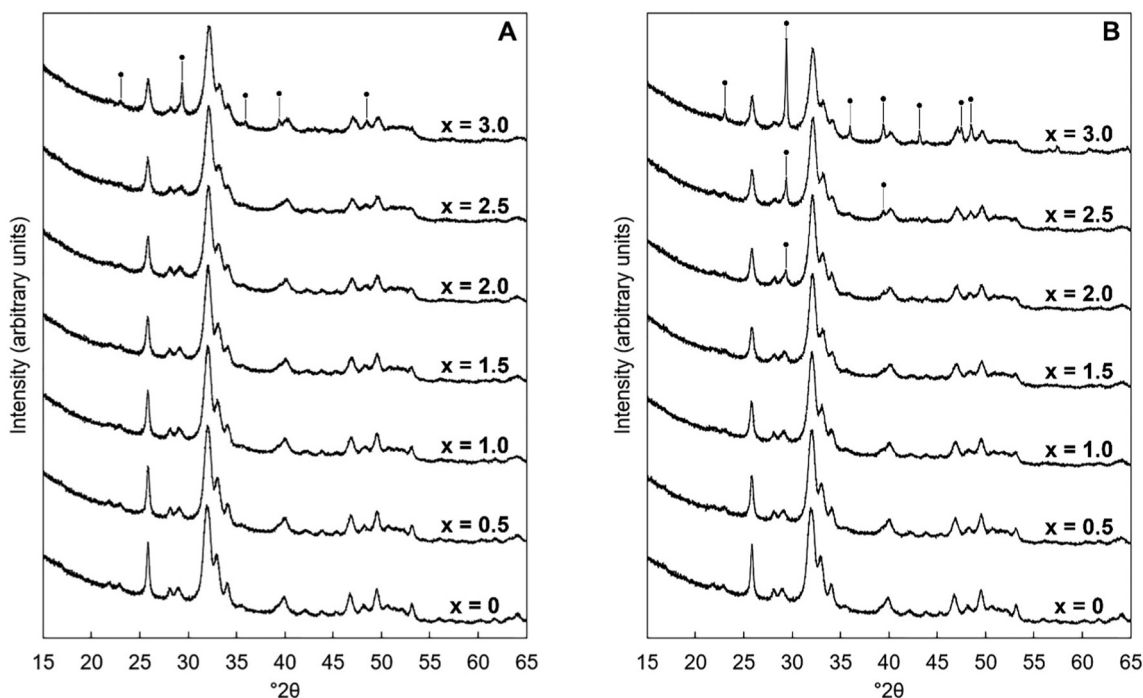 A
x = 3.0
x = 2.5
x = 2.0
x = 1.5
x = 1.0
x = 0.5
x = 0
Intensity (arbitrary units)
15 20 25 30 35 40 45 50 55 60 65
°2θ
B
x = 3.0
x = 2.5
x = 2.0
x = 1.5
x = 1.0
x = 0.5
x = 0
Intensity (arbitrary units)
15 20 25 30 35 40 45 50 55 60 65
°2θ